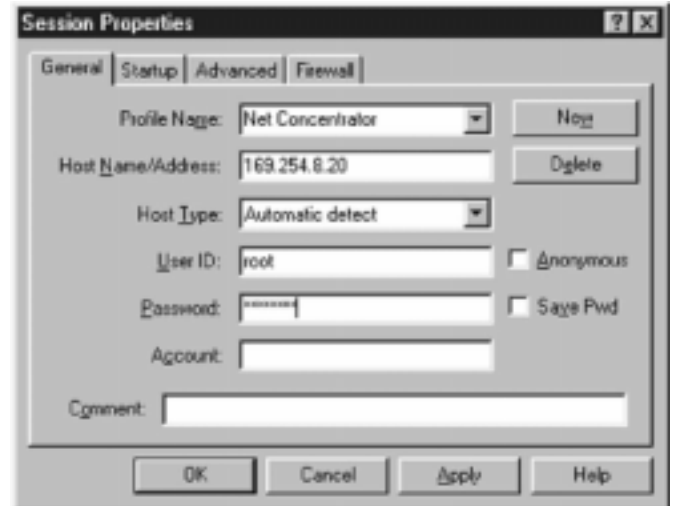 Session Properties
General Startup Advanced Firewall
Profile Name: Net Concentrator New
Host Name/Address: 169.254.8.20 Delete
Host Type: Automatic detect
User ID: root Anonymous
Password: ******** Save Pwd
Account:
Comment:
OK Cancel Apply Help